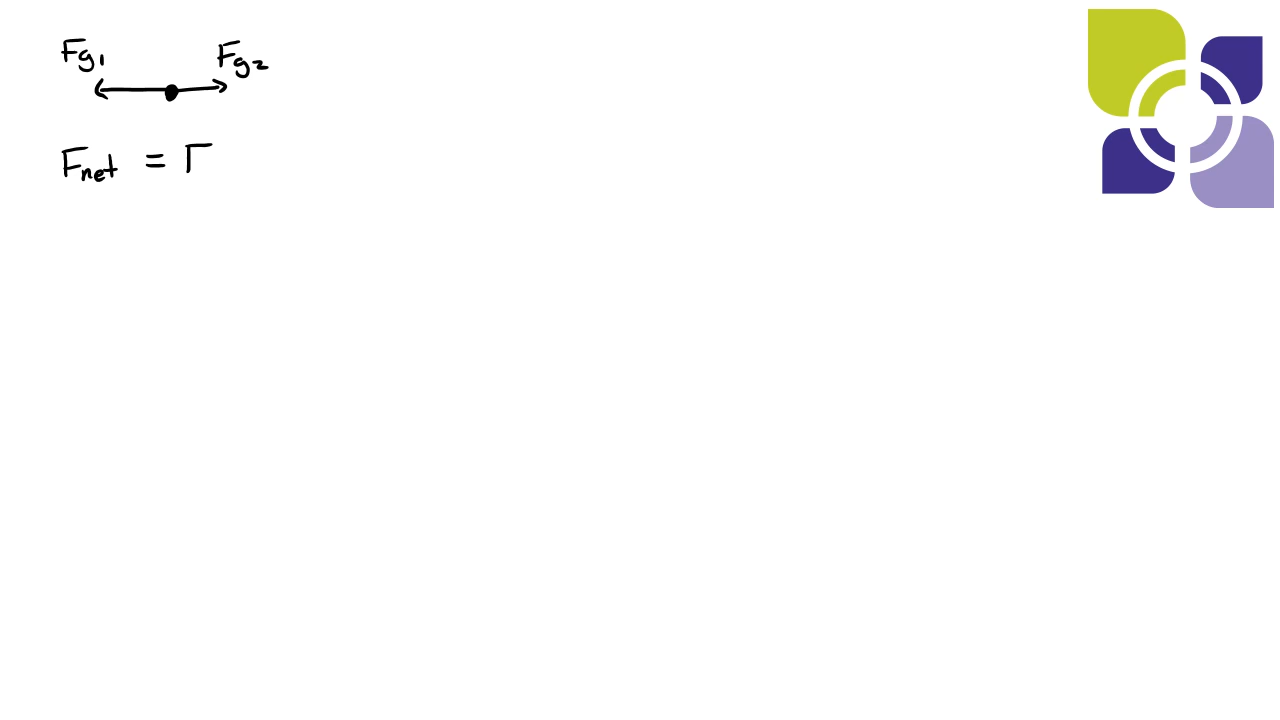 Fg₁ Fg₂
Fnet = Γ